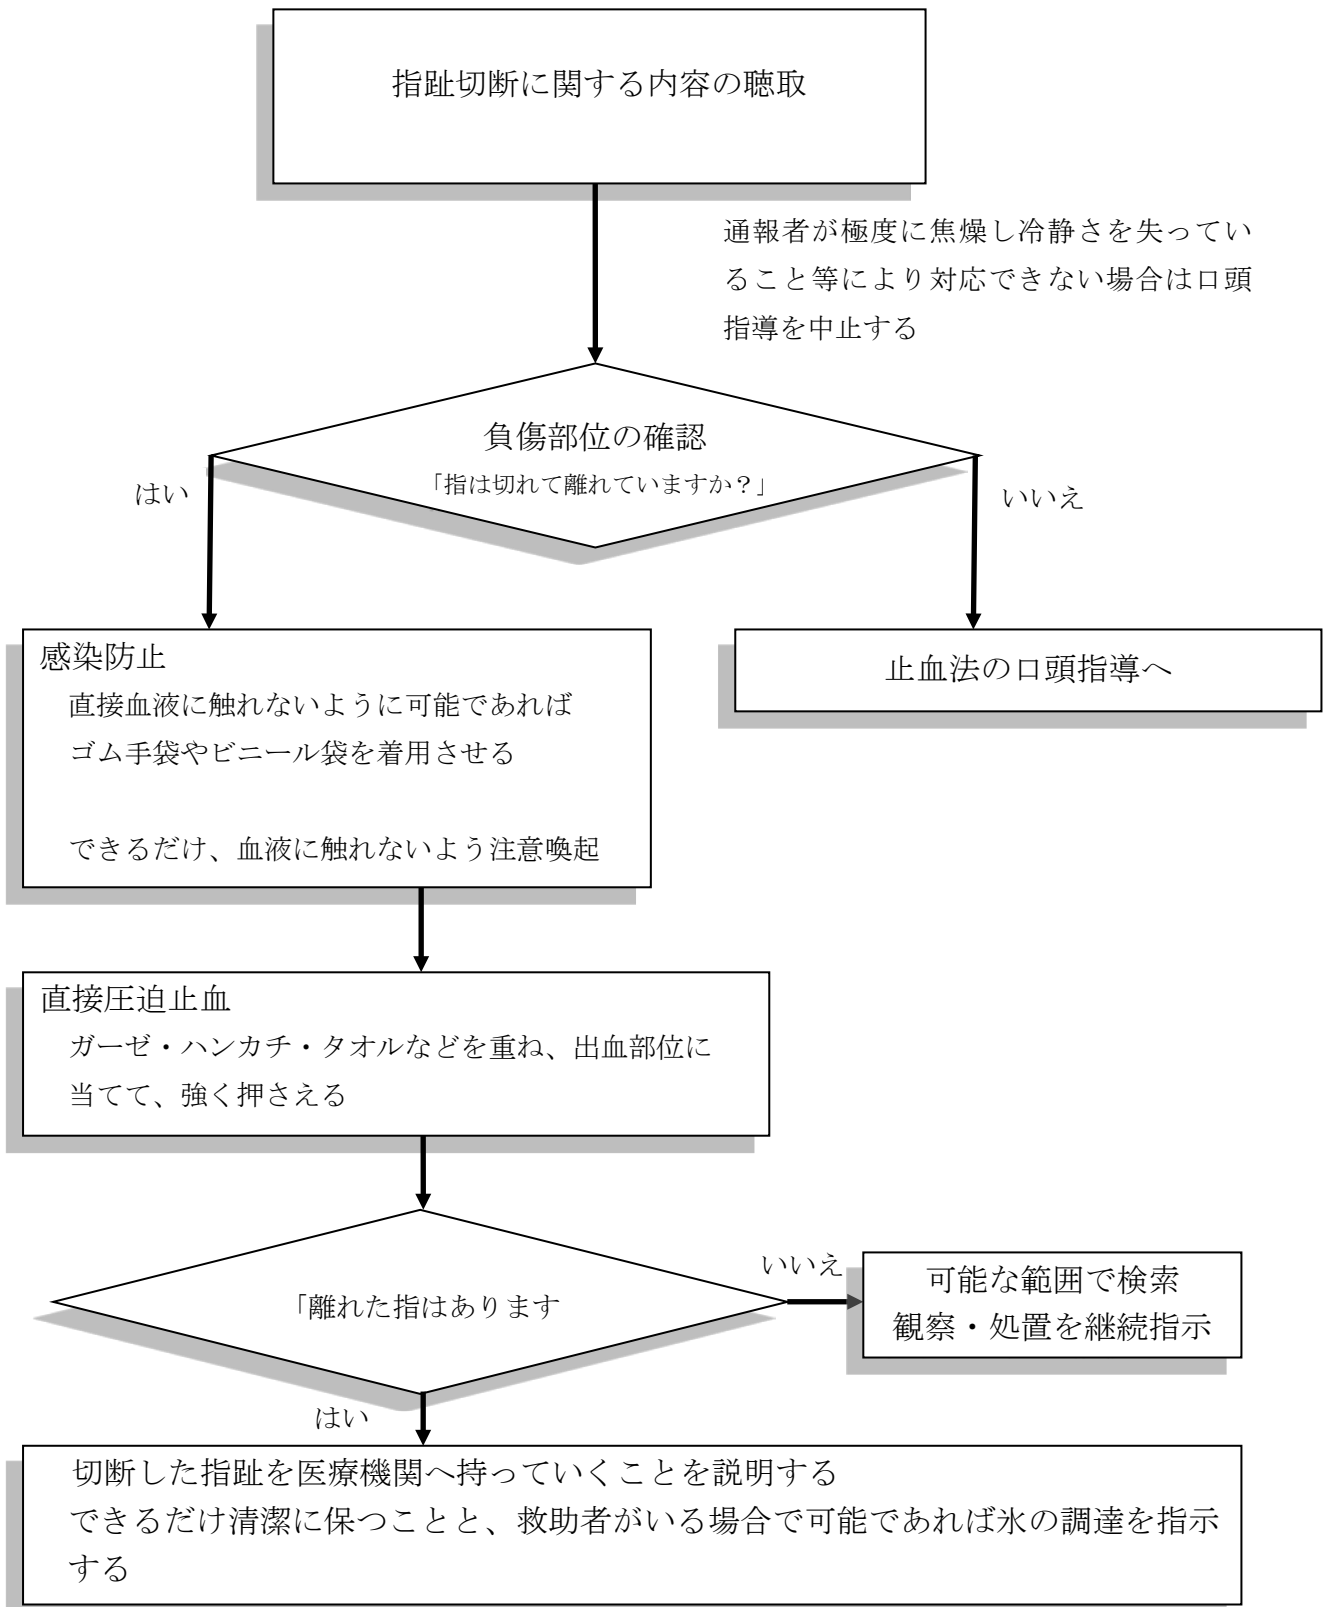 指趾切断に関する内容の聴取
通報者が極度に焦燥し冷静さを失ってい
ること等により対応できない場合は口頭
指導を中止する
負傷部位の確認
「指は切れて離れていますか？」
はい
いいえ
感染防止
直接血液に触れないように可能であれば
ゴム手袋やビニール袋を着用させる
できるだけ、血液に触れないよう注意喚起
止血法の口頭指導へ
直接圧迫止血
ガーゼ・ハンカチ・タオルなどを重ね、出血部位に
当てて、強く押さえる
「離れた指はあります
いいえ
可能な範囲で検索
観察・処置を継続指示
はい
切断した指趾を医療機関へ持っていくことを説明する
できるだけ清潔に保つことと、救助者がいる場合で可能であれば氷の調達を指示
する